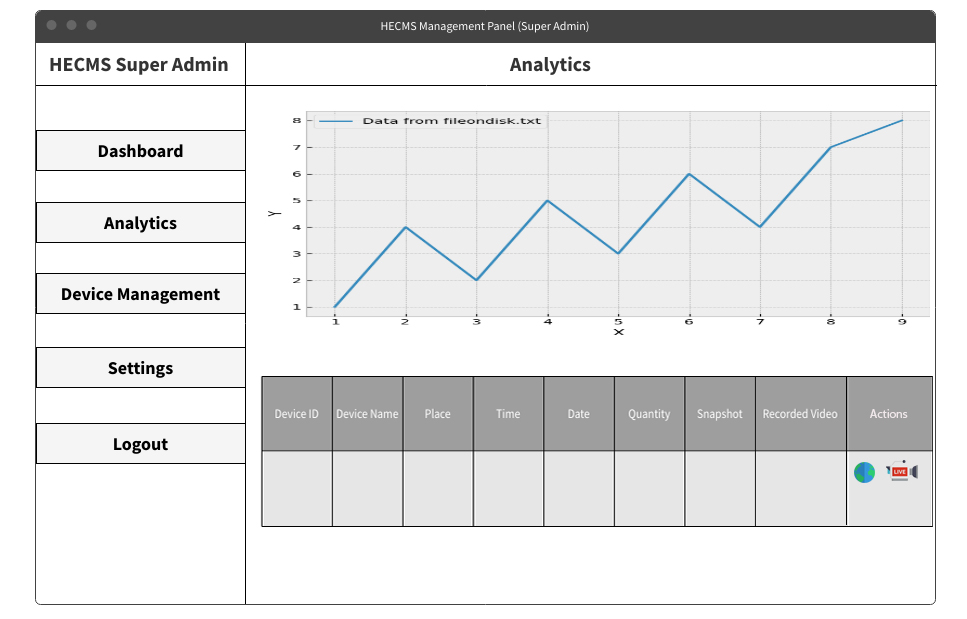 HECMS Management Panel (Super Admin)
HECMS Super Admin
Analytics
Dashboard
Analytics
Device Management
Settings
Logout
Data from fileondisk.txt
8
7
6
5
4
3
2
1
Y
1 2 3 4 5 6 7 8 9
X
Device ID Device Name Place Time Date Quantity Snapshot Recorded Video Actions
LIVE